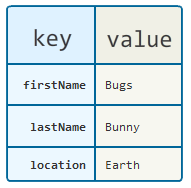 key value
firstName Bugs
lastName Bunny
location Earth